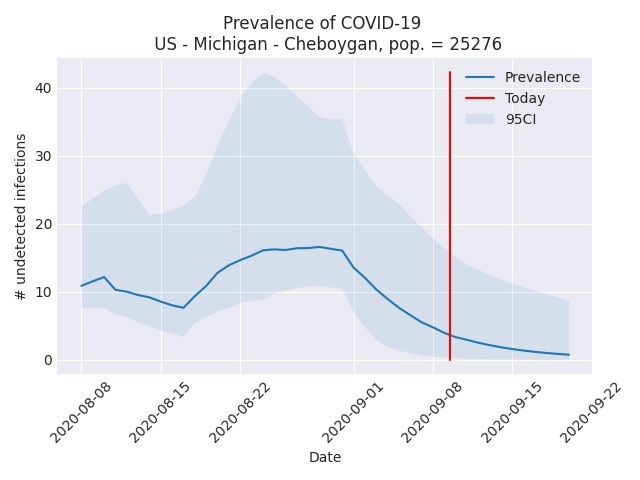 Prevalence of COVID-19
US - Michigan - Cheboygan, pop. = 25276
# undetected infections
40
30
20
10
0
Prevalence
Today
95CI
2020-08-08
2020-08-15
2020-08-22
2020-09-01
2020-09-08
2020-09-15
2020-09-22
Date